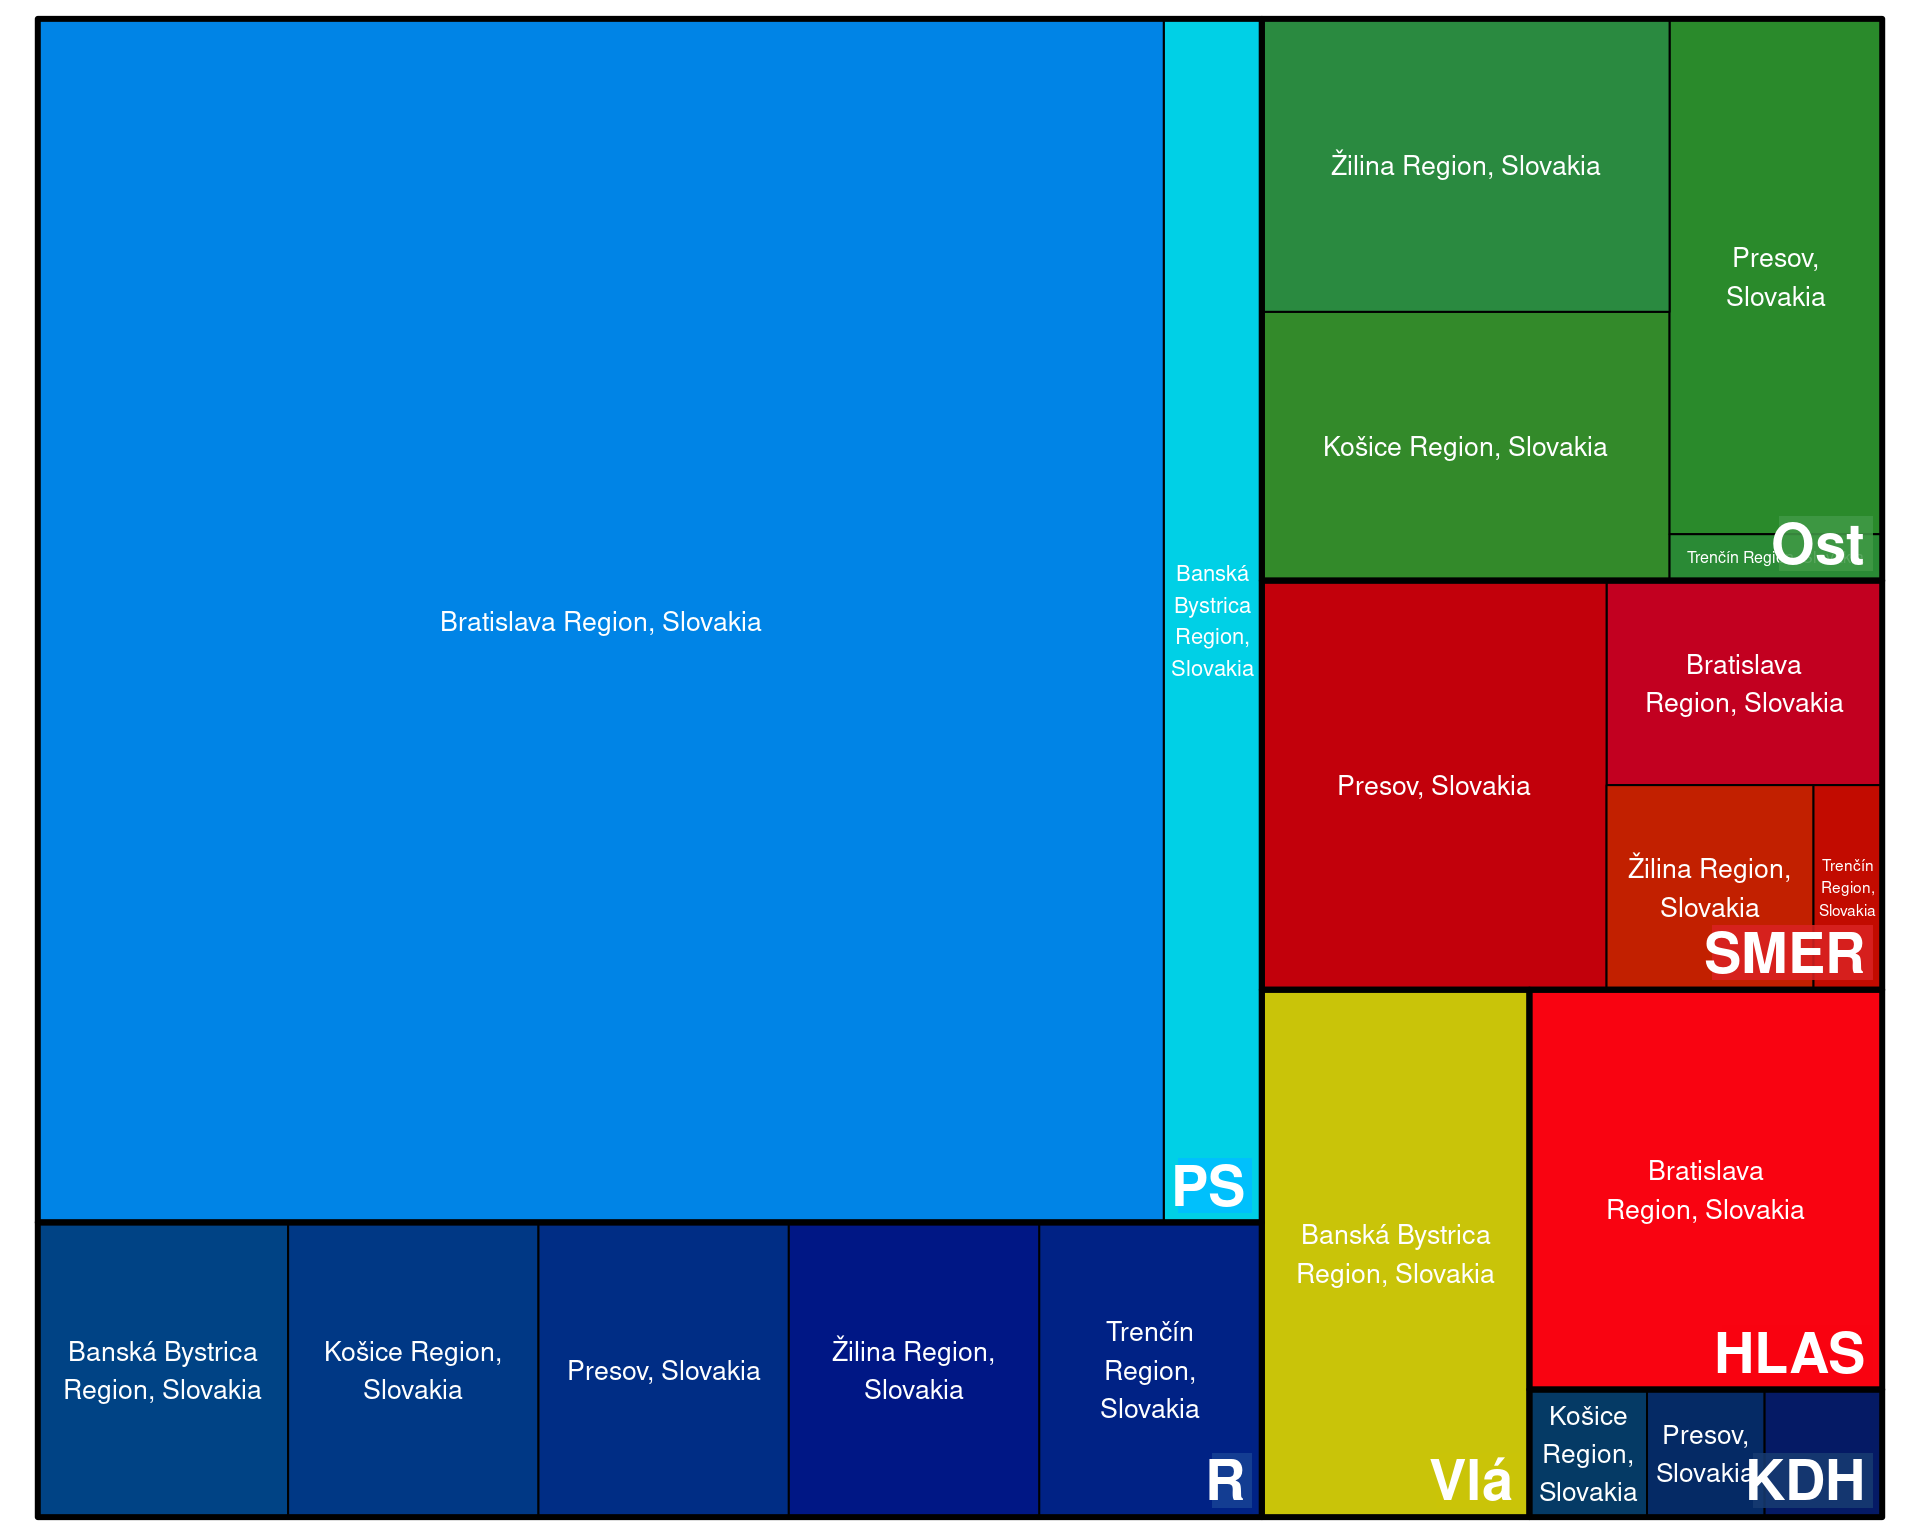 Bratislava Region, Slovakia
Banská
Bystrica
Region,
Slovakia
PS
Banská Bystrica
Region, Slovakia
Košice Region,
Slovakia
Presov, Slovakia
Žilina Region,
Slovakia
Trenčín
Region,
Slovakia
R
Žilina Region, Slovakia
Košice Region, Slovakia
Presov,
Slovakia
Trenčín
Ost
Presov, Slovakia
Bratislava
Region, Slovakia
Žilina Region,
Slovakia
Trenčín
Region,
Slovakia
SMER
Banská Bystrica
Region, Slovakia
Vlá
Bratislava
Region, Slovakia
HLAS
Košice
Region,
Slovakia
Presov,
Slovakia
KDH